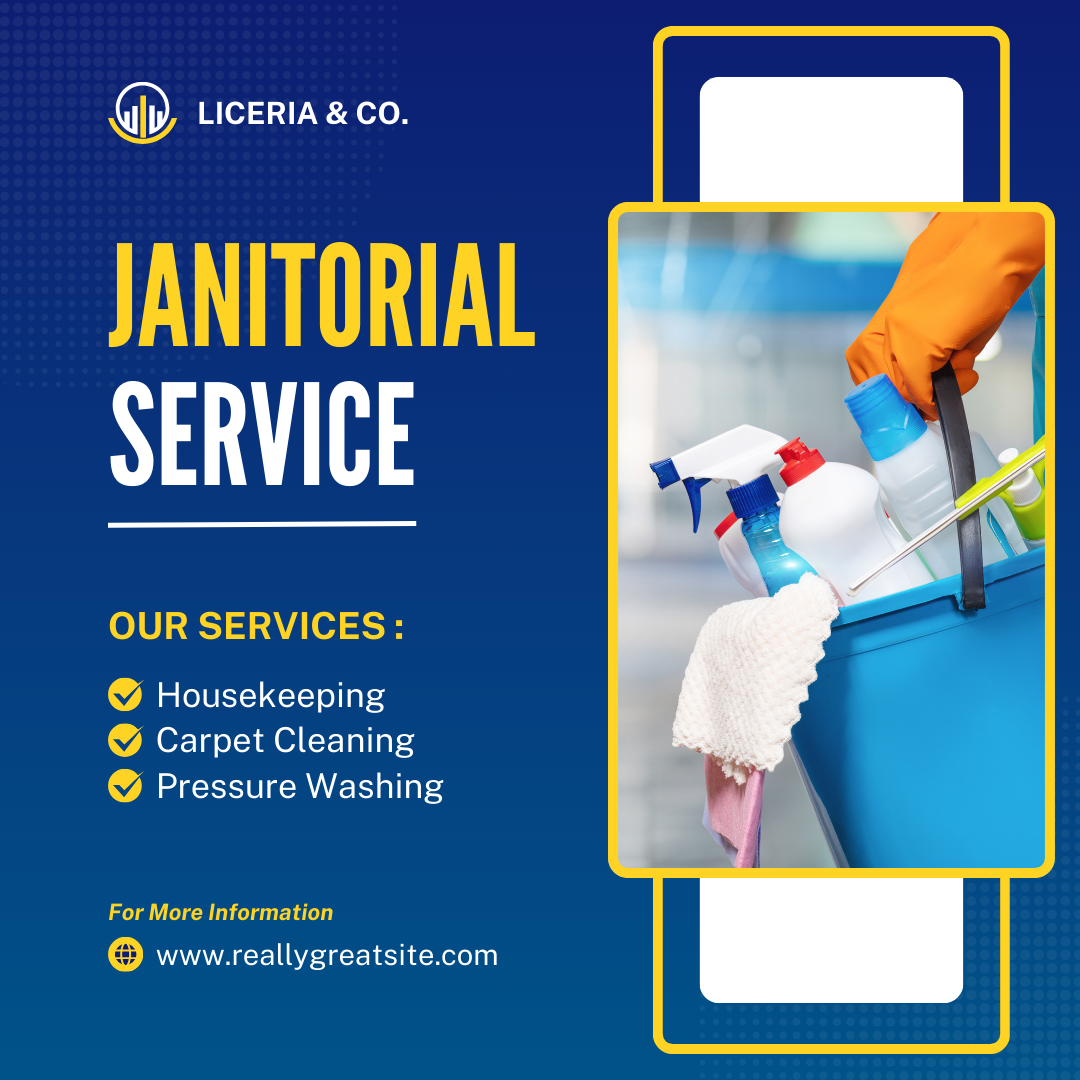 LICERIA & CO.
JANITORIAL
SERVICE
OUR SERVICES :
Housekeeping
Carpet Cleaning
Pressure Washing
For More Information
www.reallygreatsite.com